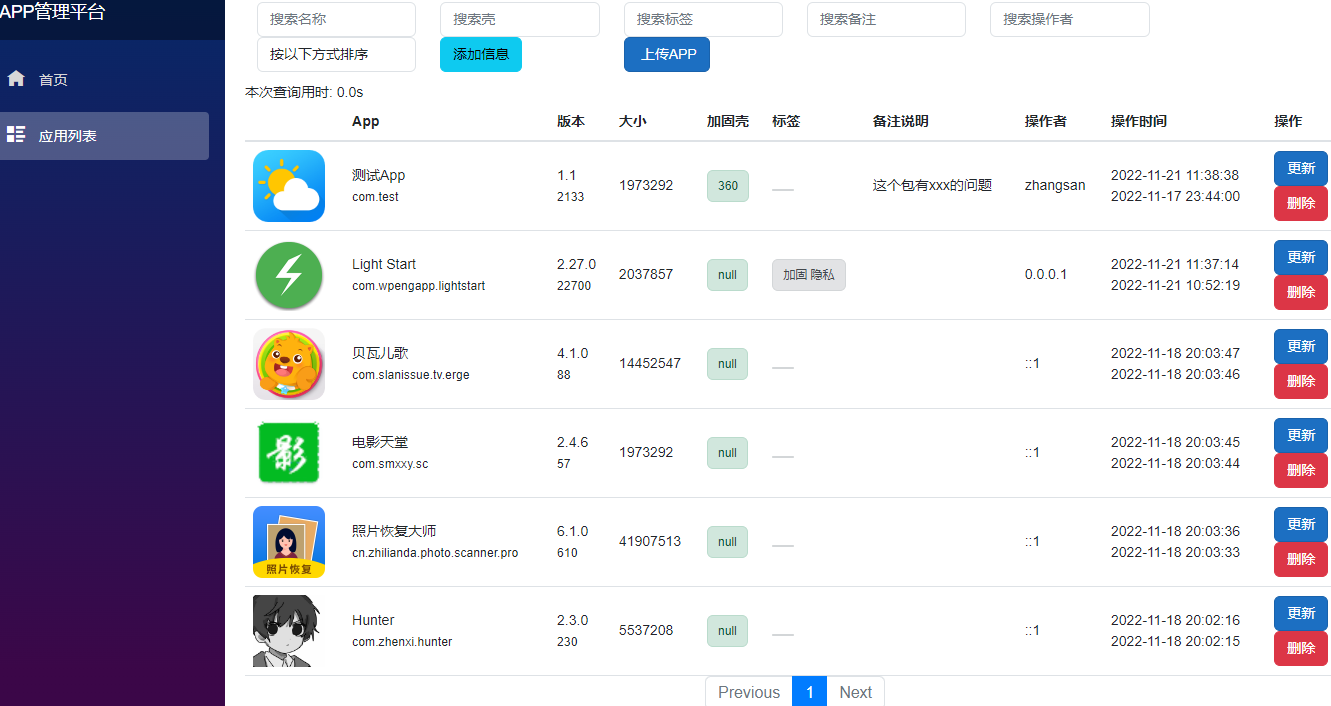 APP管理平台
首页
应用列表
搜索名称 搜索壳 搜索标签 搜索备注 搜索操作者
按以下方式排序 添加信息 上传APP
本次查询用时: 0.0s
App 版本 大小 加固壳 标签 备注说明 操作者 操作时间 操作
测试App 1.1 2022-11-21 11:38:38 更新
1973292 360 这个包有xxx的问题 zhangsan
com.test 2133 2022-11-17 23:44:00 删除
Light Start 2.27.0 2022-11-21 11:37:14 更新
2037857 null 加固 隐私 0.0.0.1
com.wpengapp.lightstart 22700 2022-11-21 10:52:19 删除
贝瓦儿歌 4.1.0 2022-11-18 20:03:47 更新
14452547 null ::1
com.slanissue.tv.erge 88 2022-11-18 20:03:46 删除
影
电影天堂 2.4.6 2022-11-18 20:03:45 更新
1973292 null ::1
com.smxxy.sc 57 2022-11-18 20:03:44 删除
照片恢复大师 6.1.0 2022-11-18 20:03:36 更新
41907513 null ::1
cn.zhilianda.photo.scanner.pro 610 2022-11-18 20:03:33 删除
照片恢复
Hunter 2.3.0 2022-11-18 20:02:16 更新
5537208 null ::1
com.zhenxi.hunter 230 2022-11-18 20:02:15 删除
Previous 1 Next